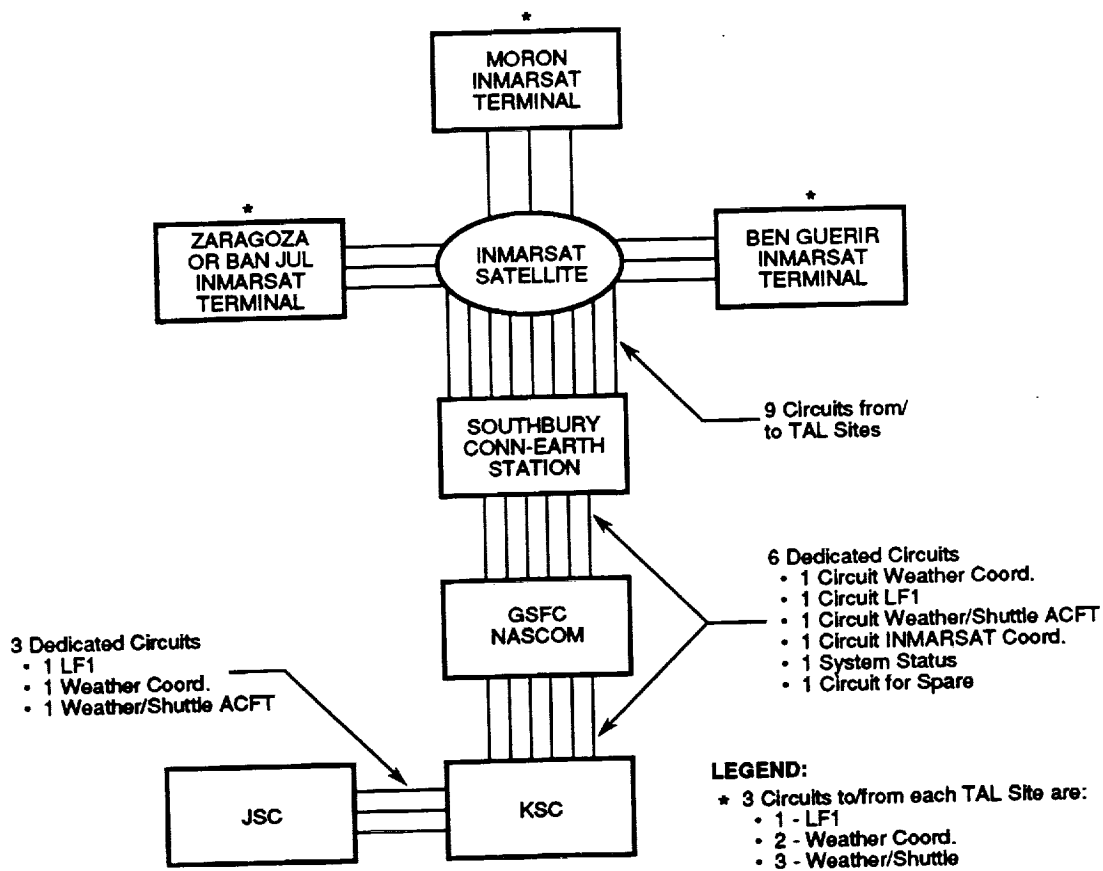 *
MORON
INMARSAT
TERMINAL
*
ZARAGOZA
OR BAN JUL
INMARSAT
TERMINAL
INMARSAT
SATELLITE
*
BEN GUERIR
INMARSAT
TERMINAL
9 Circuits from/
to TAL Sites
SOUTHBURY
CONN-EARTH
STATION
6 Dedicated Circuits
• 1 Circuit Weather Coord.
• 1 Circuit LF1
• 1 Circuit Weather/Shuttle ACFT
• 1 Circuit INMARSAT Coord.
• 1 System Status
• 1 Circuit for Spare
GSFC
NASCOM
3 Dedicated Circuits
• 1 LF1
• 1 Weather Coord.
• 1 Weather/Shuttle ACFT
JSC
KSC
LEGEND:
* 3 Circuits to/from each TAL Site are:
• 1 - LF1
• 2 - Weather Coord.
• 3 - Weather/Shuttle